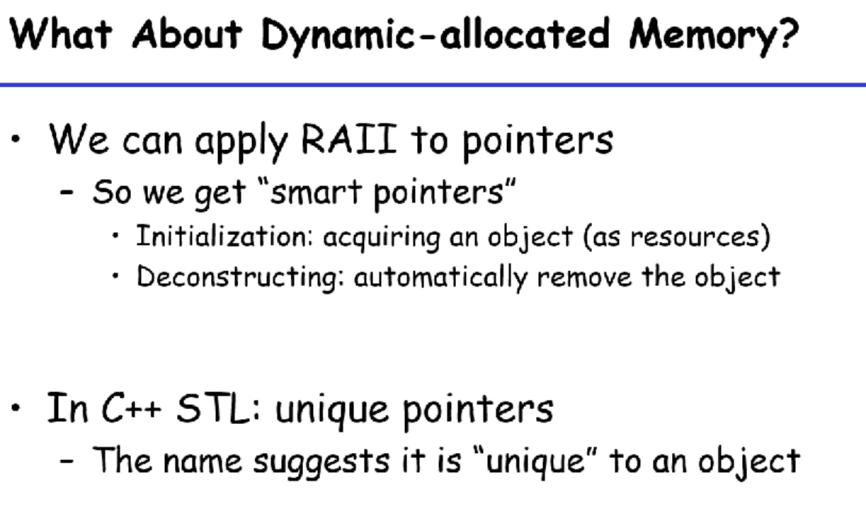 What About Dynamic-allocated Memory?
• We can apply RAII to pointers
– So we get “smart pointers”
• Initialization: acquiring an object (as resources)
• Deconstructing: automatically remove the object
• In C++ STL: unique pointers
– The name suggests it is “unique” to an object